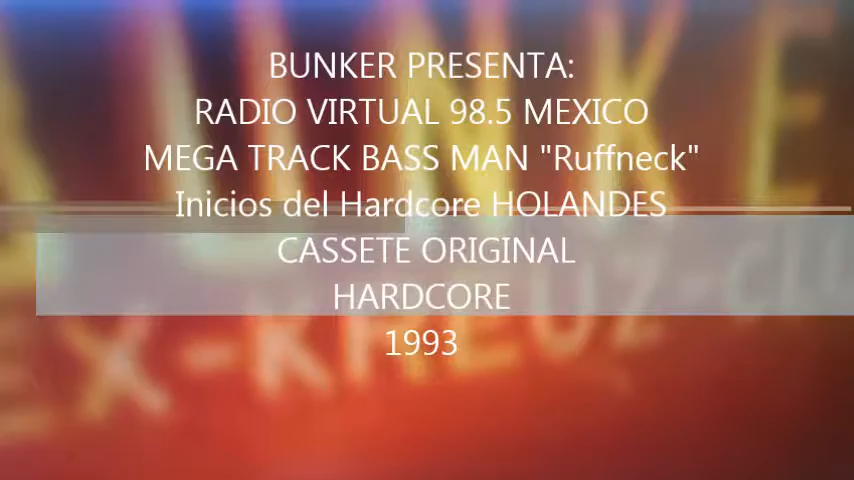 BUNKER PRESENTA:
RADIO VIRTUAL 98.5 MEXICO
MEGA TRACK BASS MAN "Ruffneck"
Inicios del Hardcore HOLANDES
CASSETE ORIGINAL
HARDCORE
1993